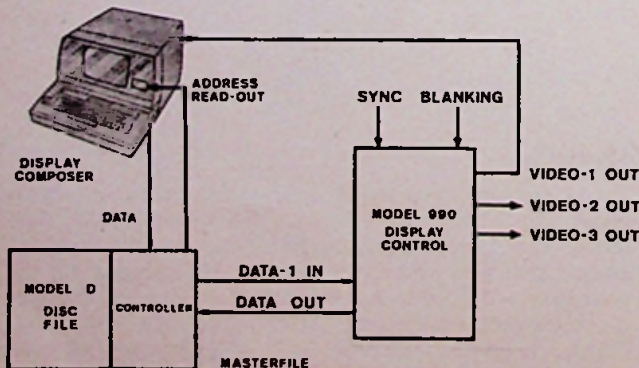 ADDRESS
READ-OUT
SYNC BLANKING
DISPLAY
COMPOSER
DATA
MODEL 990
DISPLAY
CONTROL
VIDEO-1 OUT
VIDEO-2 OUT
VIDEO-3 OUT
MODEL D
DISC
FILE
CONTROLLER
DATA-1 IN
DATA OUT
MASTERFILE